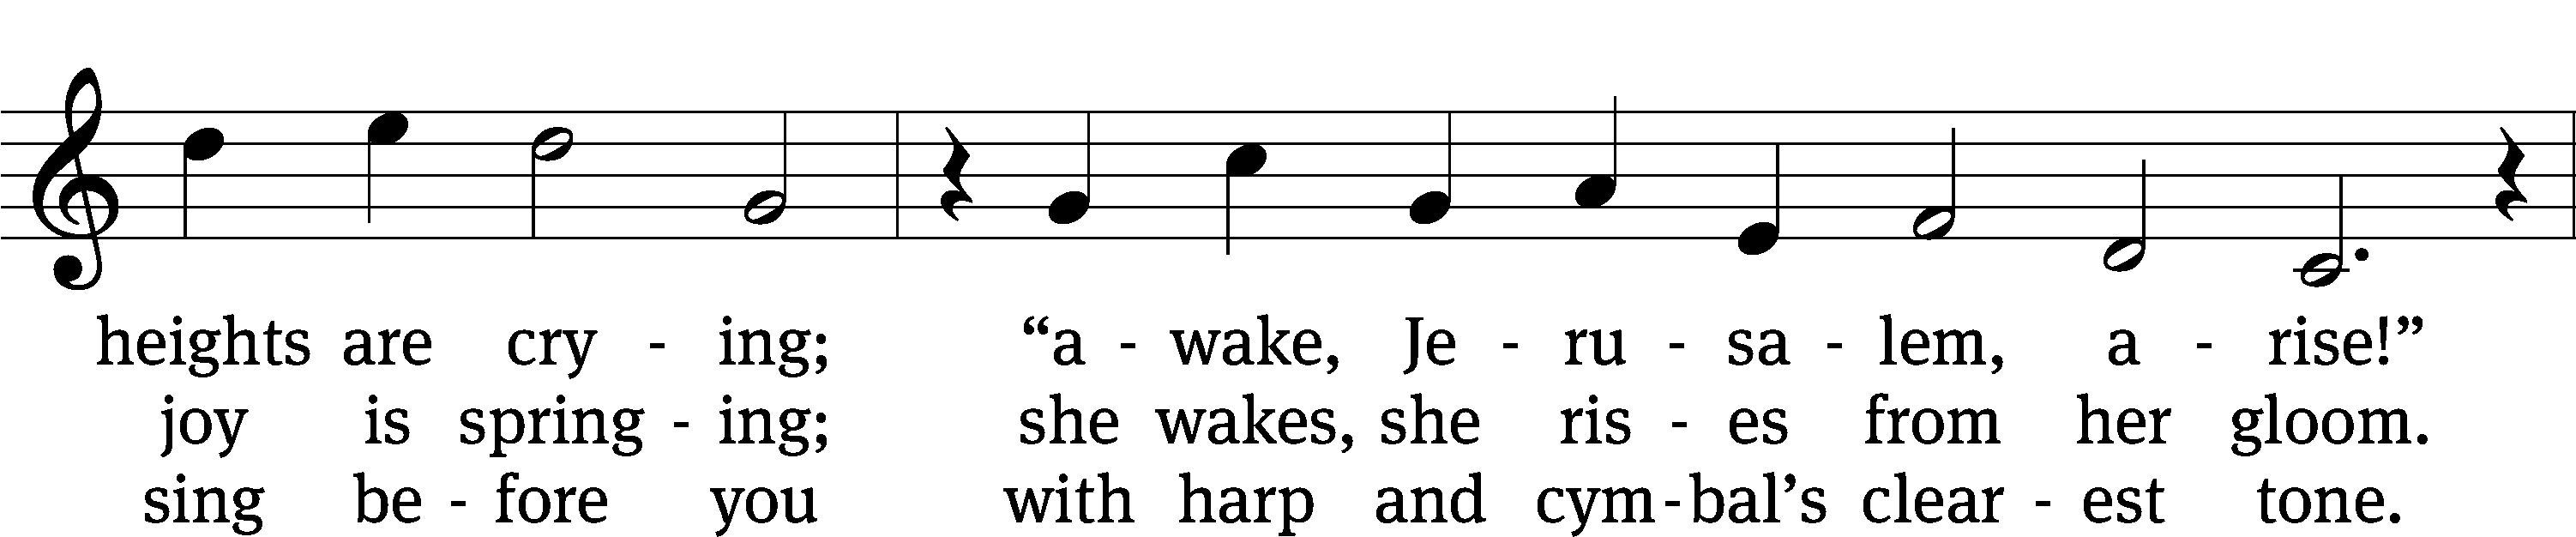 heights are cry - ing; “a - wake, Je - ru - sa - lem, a - rise!”
joy is spring - ing; she wakes, she ris - es from her gloom.
sing be - fore you with harp and cym - bal’s clear - est tone.